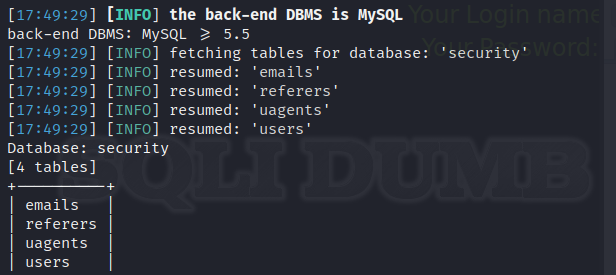 [17:49:29] [INFO] the back-end DBMS is MySQL
Your Login name
back-end DBMS: MySQL ≥ 5.5
Your Password:
[17:49:29] [INFO] fetching tables for database: 'security'
[17:49:29] [INFO] resumed: 'emails'
[17:49:29] [INFO] resumed: 'referers'
[17:49:29] [INFO] resumed: 'uagents'
[17:49:29] [INFO] resumed: 'users'
Database: security
[4 tables]
SQLI DUMB
+----------+
| emails   |
| referers |
| uagents  |
| users    |